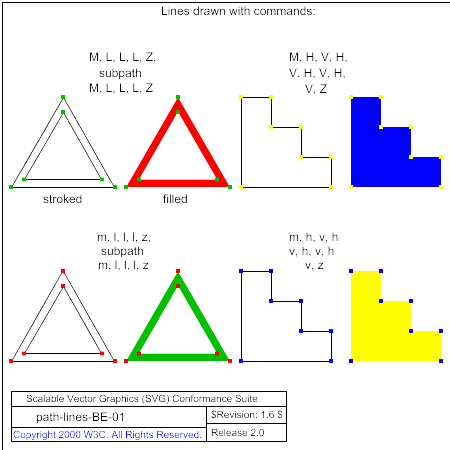 Lines drawn with commands:
M, L, L, L, Z,
subpath
M, L, L, L, Z
M, H, V, H,
V. H, V, H,
V, Z
stroked
filled
m, l, l, l, z,
subpath
m, l, l, l, z
m, h, v, h
v, h, v, h
v, z
Scalable Vector Graphics (SVG) Conformance Suite
path-lines-BE-01
$Revision: 1.6 $
Copyright 2000 W3C. All Rights Reserved.
Release 2.0